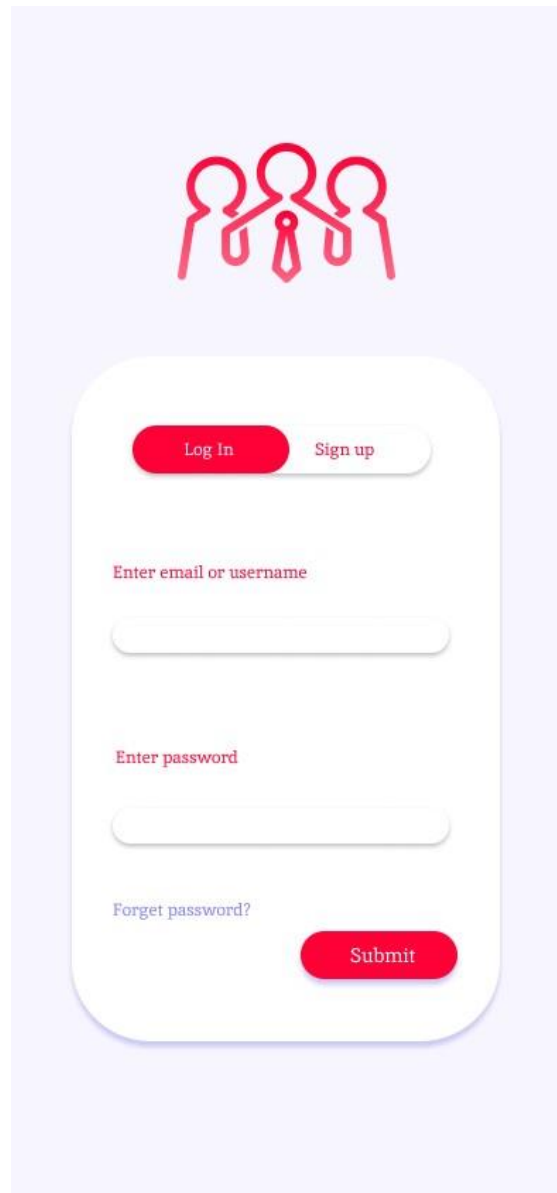 Log In
Sign up
Enter email or username
Enter password
Forget password?
Submit